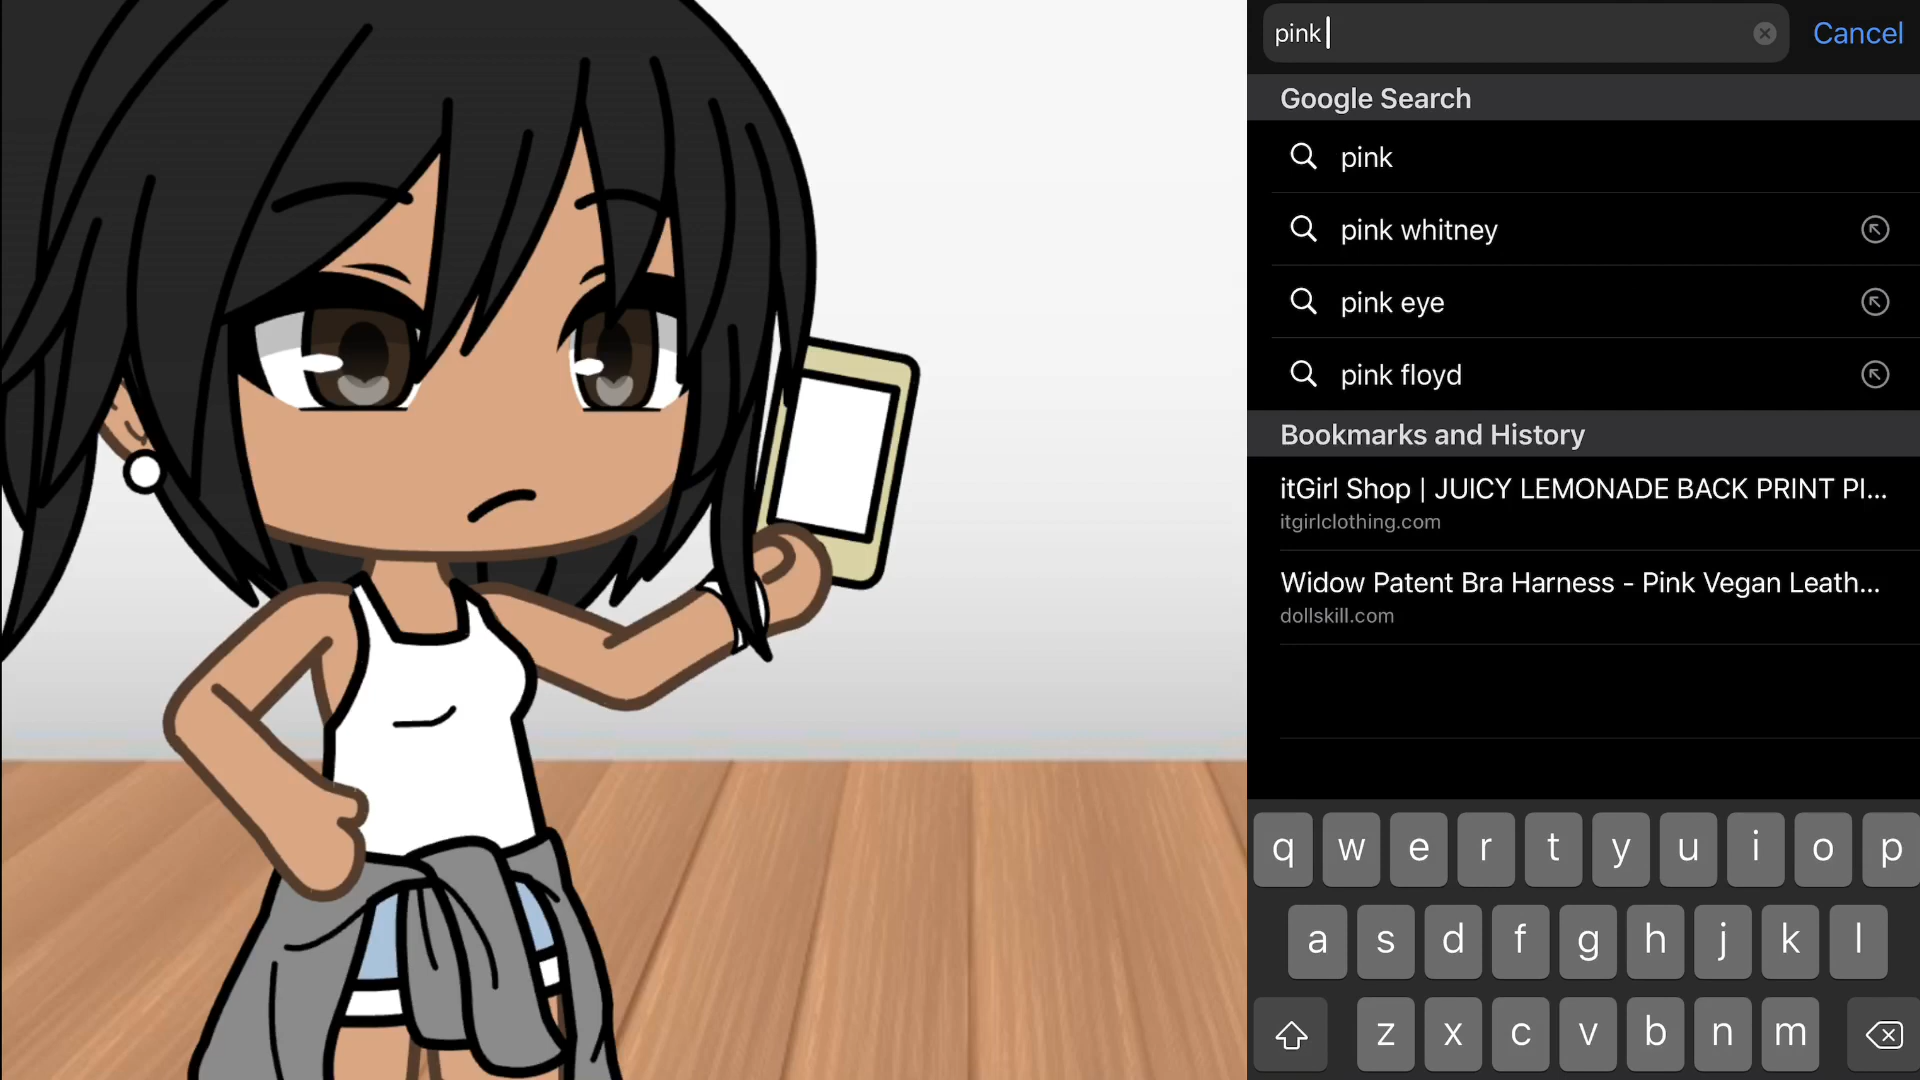 pink
Cancel
Google Search
pink
pink whitney
pink eye
pink floyd
Bookmarks and History
itGirl Shop | JUICY LEMONADE BACK PRINT PI...
itgirlclothing.com
Widow Patent Bra Harness - Pink Vegan Leath...
dollskill.com
q w e r t y u i o p
a s d f g h j k l
z x c v b n m